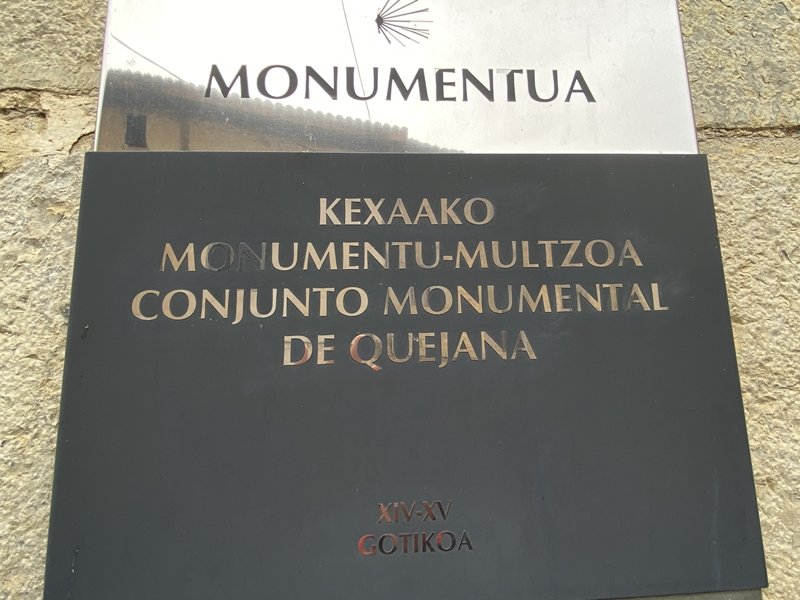 MONUMENTUA
KEXAAKO
MONUMENTU-MULTZOA
CONJUNTO MONUMENTAL
DE QUEJANA
XIV-XV
GOTIKOA